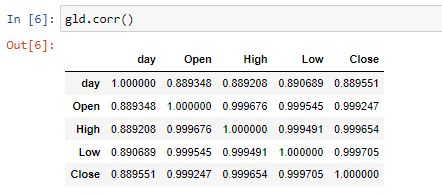 In [6]: gld.corr()
Out[6]:
day Open High Low Close
day 1.000000 0.889348 0.889208 0.890689 0.889551
Open 0.889348 1.000000 0.999676 0.999545 0.999247
High 0.889208 0.999676 1.000000 0.999491 0.999654
Low 0.890689 0.999545 0.999491 1.000000 0.999705
Close 0.889551 0.999247 0.999654 0.999705 1.000000